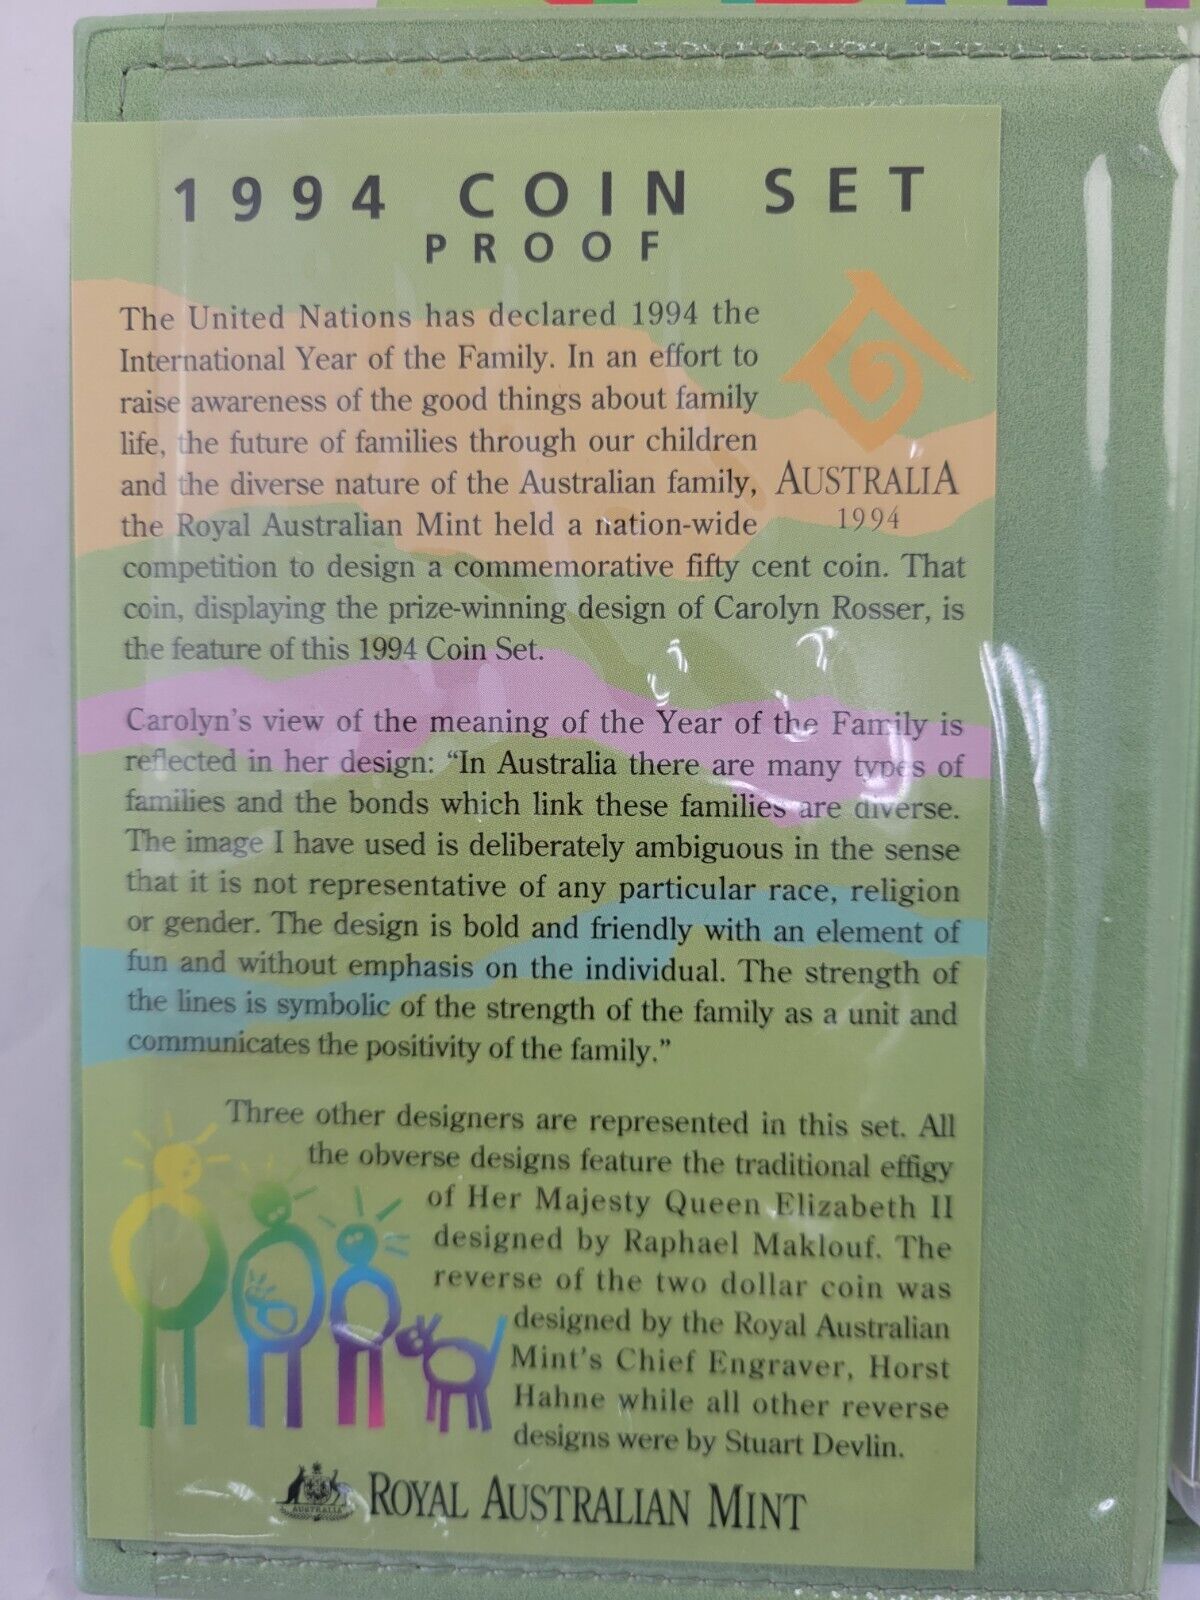 1994 COIN SET
PROOF
The United Nations has declared 1994 the
International Year of the Family. In an effort to
raise awareness of the good things about family
life, the future of families through our children
and the diverse nature of the Australian family,
the Royal Australian Mint held a nation-wide
competition to design a commemorative fifty cent coin. That
coin, displaying the prize-winning design of Carolyn Rosser, is
the feature of this 1994 Coin Set.
AUSTRALIA
1994
Carolyn's view of the meaning of the Year of the Family is
reflected in her design: “In Australia there are many types of
families and the bonds which link these families are diverse.
The image I have used is deliberately ambiguous in the sense
that it is not representative of any particular race, religion
or gender. The design is bold and friendly with an element of
fun and without emphasis on the individual. The strength of
the lines is symbolic of the strength of the family as a unit and
communicates the positivity of the family.”
Three other designers are represented in this set. All
the obverse designs feature the traditional effigy
of Her Majesty Queen Elizabeth II
designed by Raphael Maklouf. The
reverse of the two dollar coin was
designed by the Royal Australian
Mint's Chief Engraver, Horst
Hahne while all other reverse
designs were by Stuart Devlin.
AUSTRALIA
ROYAL AUSTRALIAN MINT